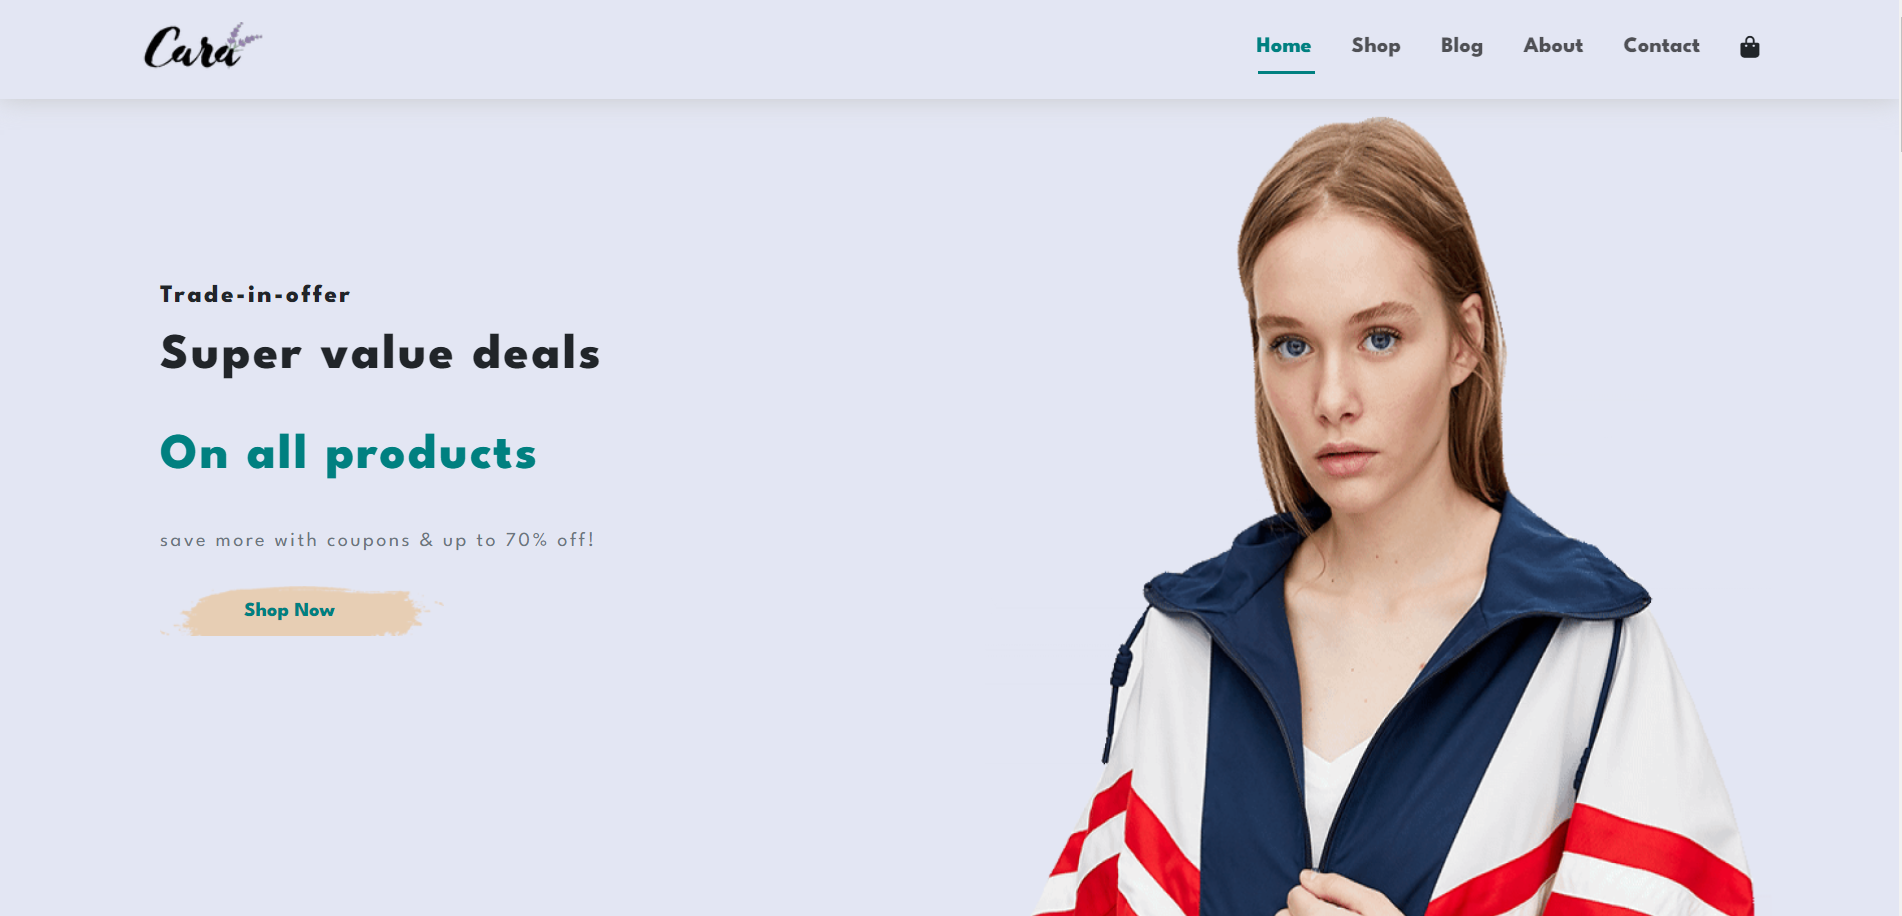 Cara
Home Shop Blog About Contact
Trade-in-offer
Super value deals
On all products
save more with coupons & up to 70% off!
Shop Now